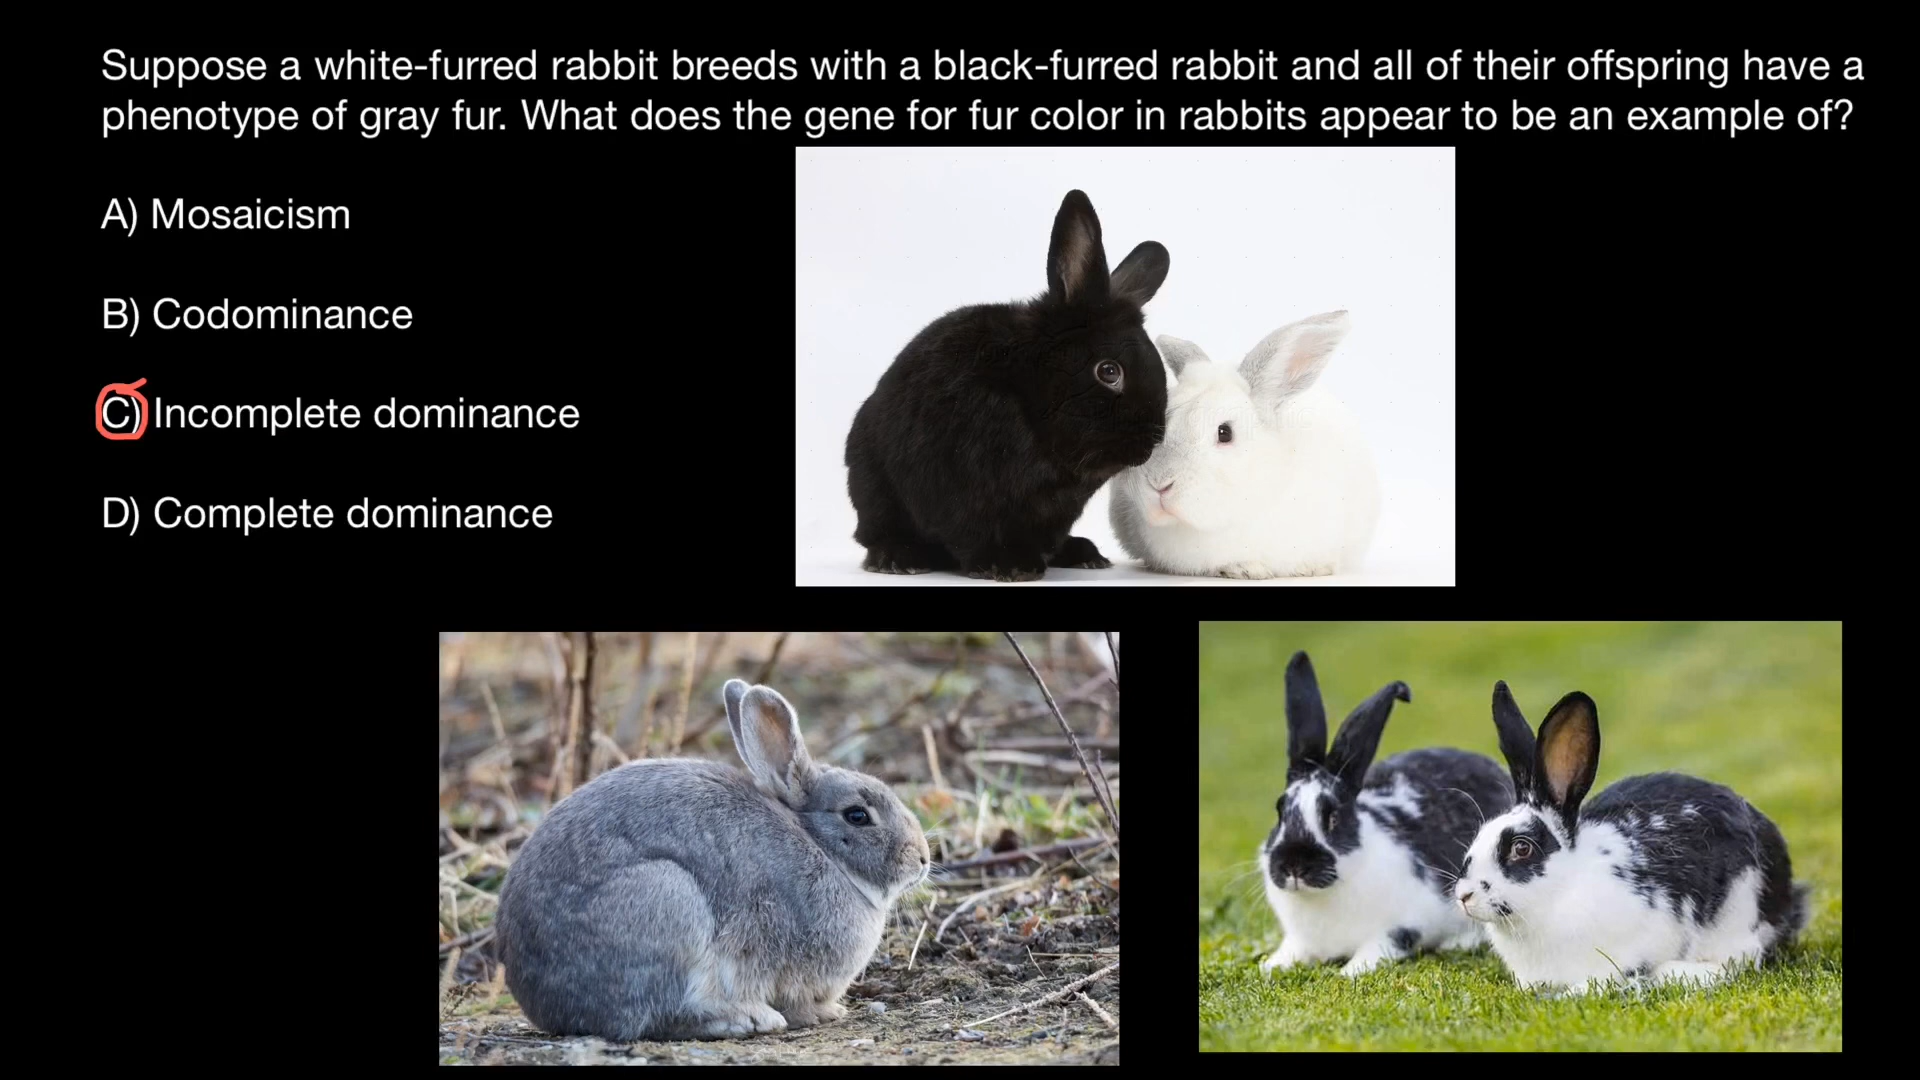 Suppose a white-furred rabbit breeds with a black-furred rabbit and all of their offspring have a
phenotype of gray fur. What does the gene for fur color in rabbits appear to be an example of?
A) Mosaicism
B) Codominance
C) Incomplete dominance
D) Complete dominance